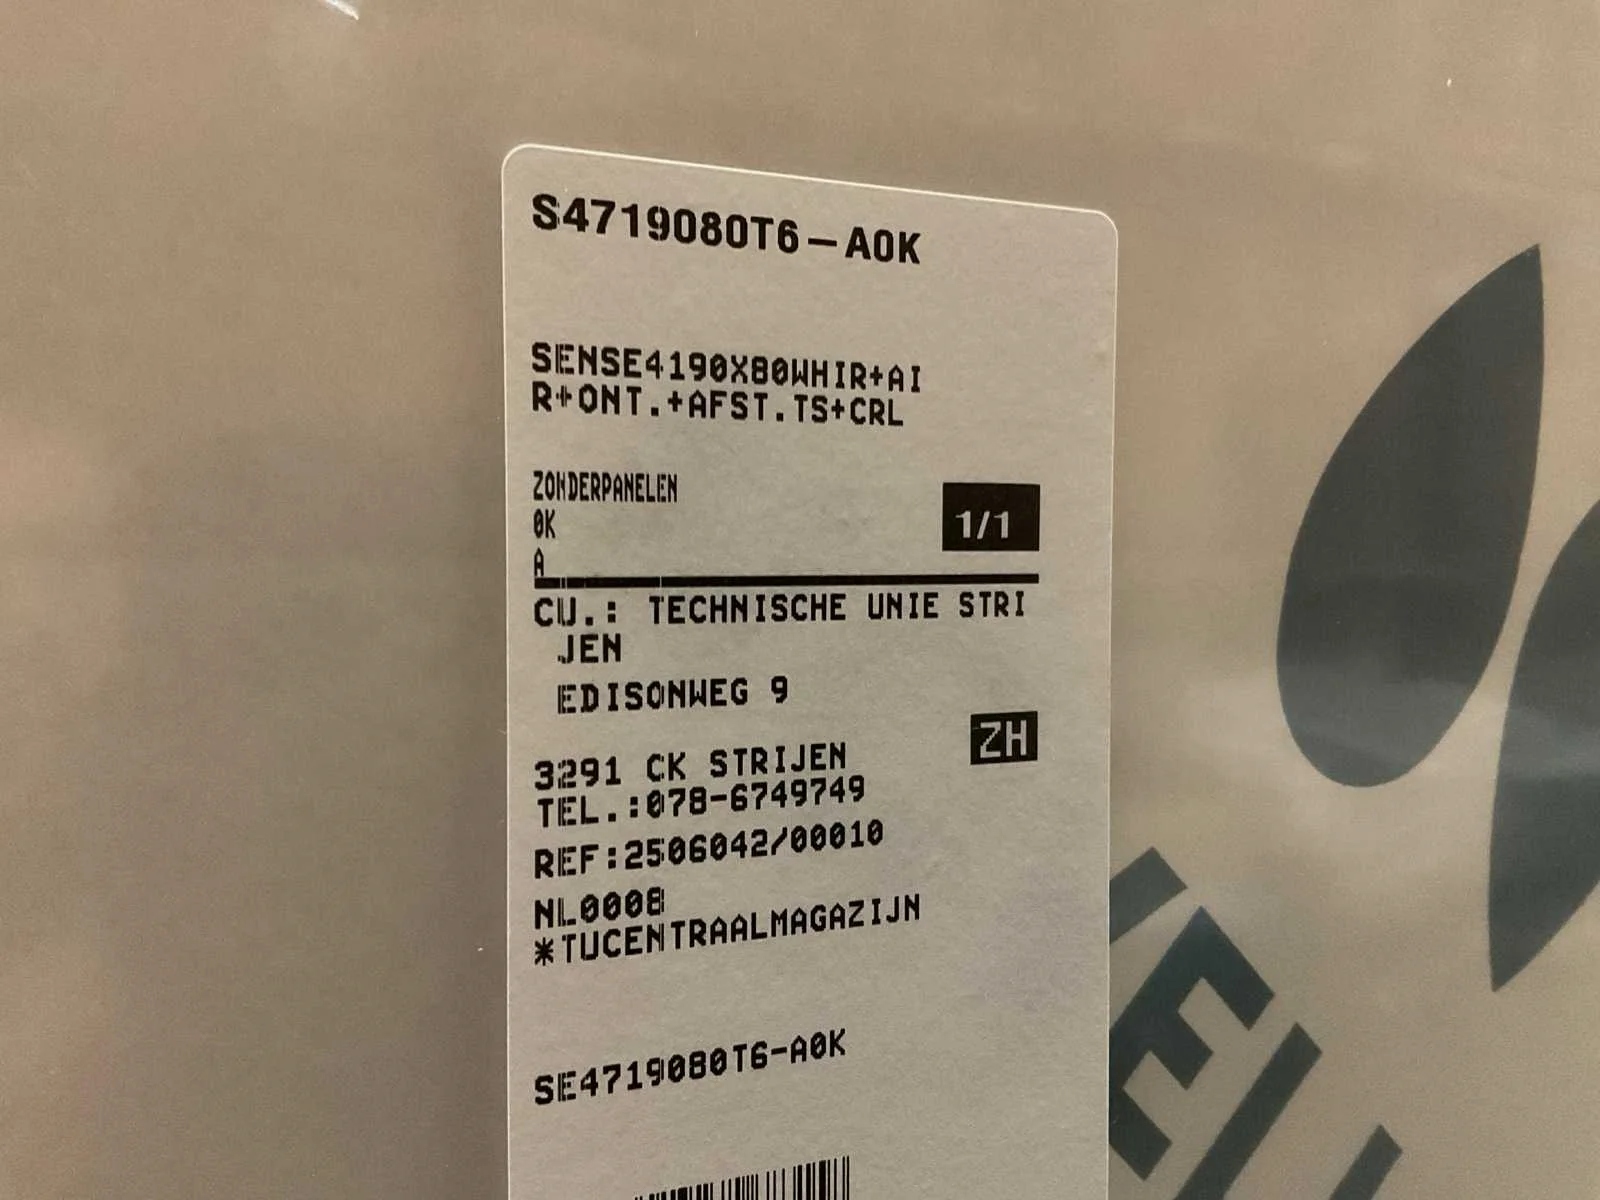 S4719080T6-A0K
SENSE4190X80WHIR+AI
R+ONT.+AFST.TS+CRL
ZONDERPANELEN
0K
1/1
A
CU.: TECHNISCHE UNIE STRI
JEN
EDISONWEG 9
ZH
3291 CK STRIJEN
TEL.:078-6749749
REF:2506042/00010
NL0008
*TUCENTRAALMAGAZIJN
SE4719080T6-A0K